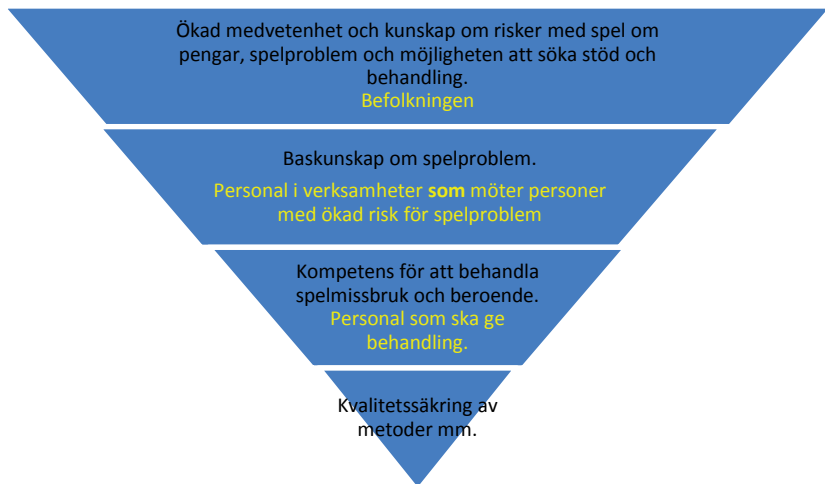 Ökad medvetenhet och kunskap om risker med spel om
pengar, spelproblem och möjligheten att söka stöd och
behandling.
Befolkningen
Baskunskap om spelproblem.
Personal i verksamheter som möter personer
med ökad risk för spelproblem
Kompetens för att behandla
spelmissbruk och beroende.
Personal som ska ge
behandling.
Kvalitetssäkring av
metoder mm.